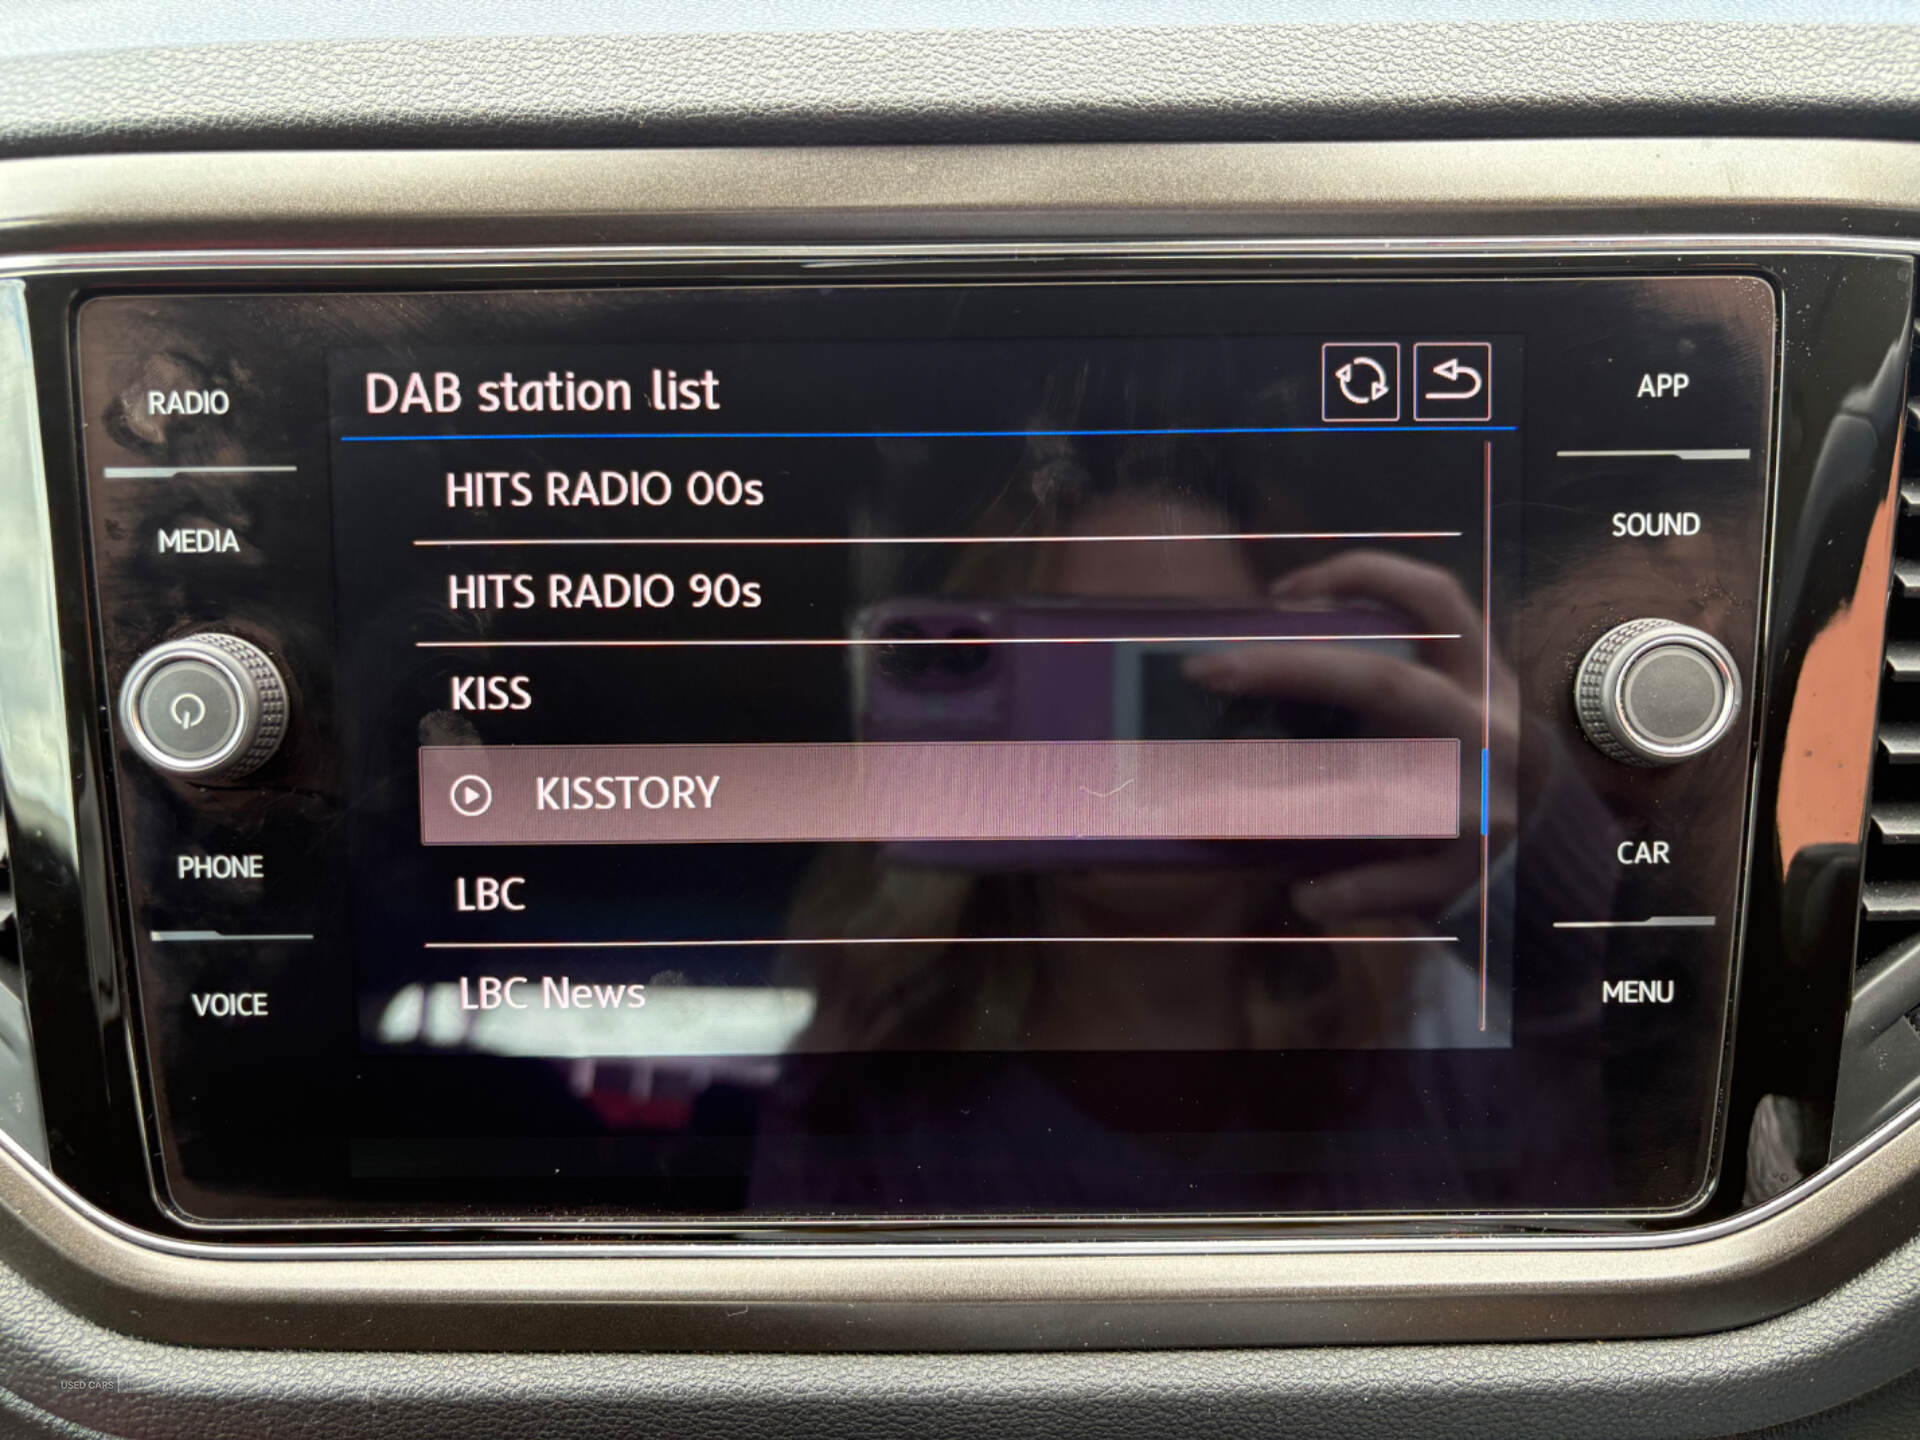 DAB station list
RADIO
MEDIA
PHONE
VOICE
HITS RADIO 00s
HITS RADIO 90s
KISS
KISSTORY
LBC
LBC News
APP
SOUND
CAR
MENU
USED CARS